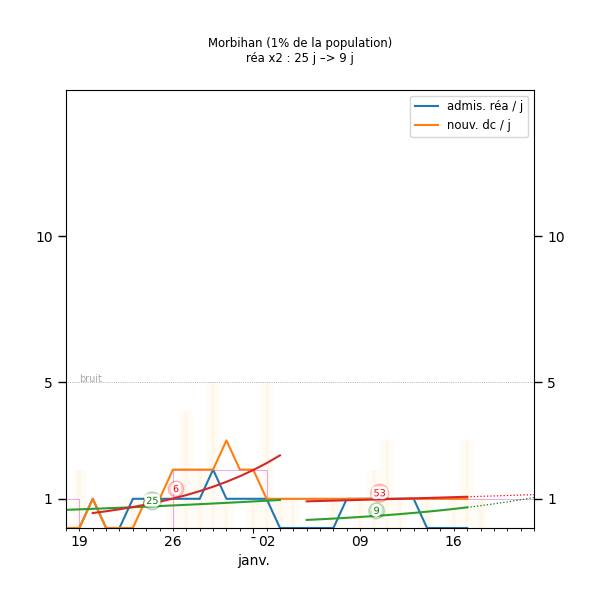 Morbihan (1% de la population)
réa x2 : 25 j –> 9 j
admis. réa / j
nouv. dc / j
10 10
bruit
5 5
6
25
53
9
1 1
19 26 - 02 09 16
janv.